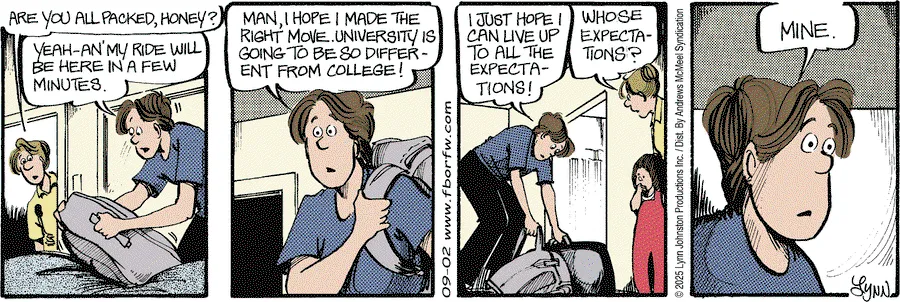 ARE YOU ALL PACKED, HONEY?
YEAH-AN' MY RIDE WILL
BE HERE IN A FEW
MINUTES.
MAN, I HOPE I MADE THE
RIGHT MOVE..UNIVERSITY IS
GOING TO BE SO DIFFER-
ENT FROM COLLEGE!
09-02 www.fborfw.com
I JUST HOPE I
CAN LIVE UP
TO ALL THE
EXPECTA-
TIONS!
WHOSE
EXPECTA-
TIONS?
© 2025 Lynn Johnston Productions Inc. / Dist. By Andrews McMeel Syndication
MINE.
LYNN